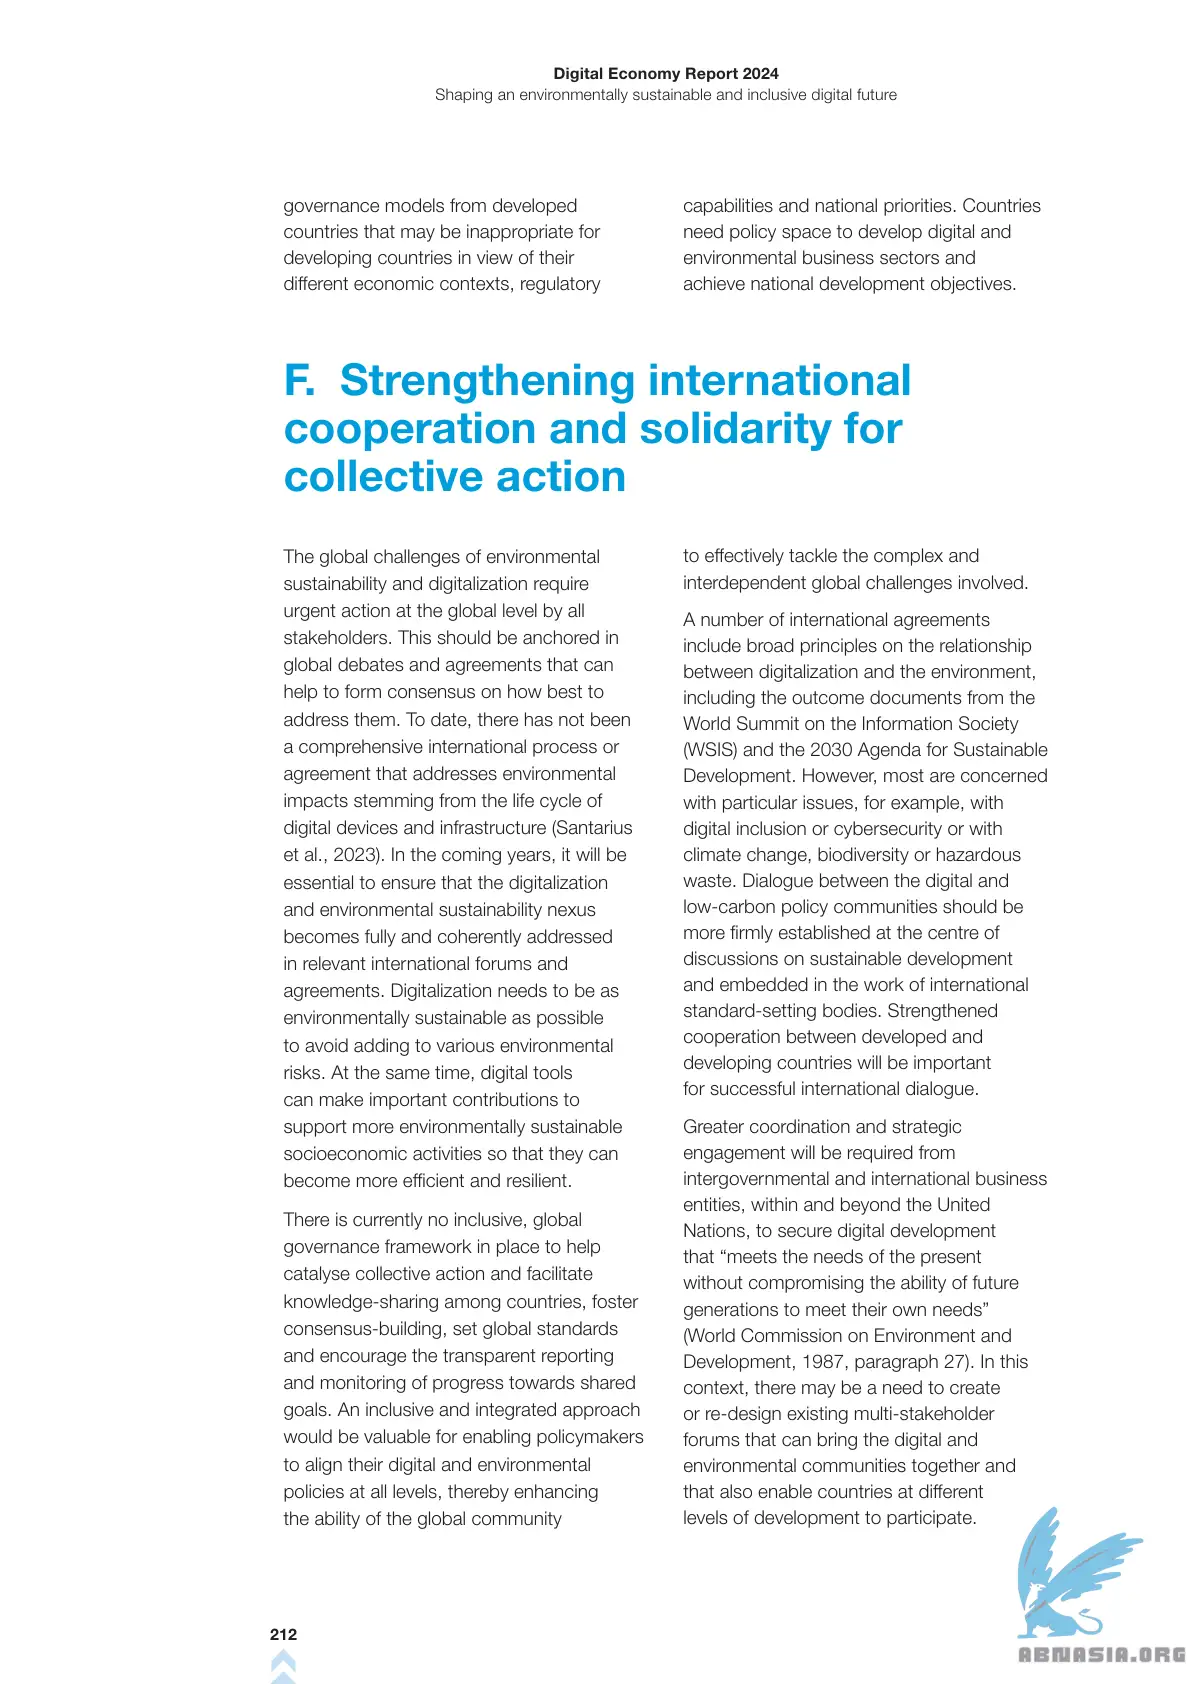 Digital Economy Report 2024
Shaping an environmentally sustainable and inclusive digital future
governance models from developed
countries that may be inappropriate for
developing countries in view of their
different economic contexts, regulatory
capabilities and national priorities. Countries
need policy space to develop digital and
environmental business sectors and
achieve national development objectives.
F. Strengthening international
cooperation and solidarity for
collective action
The global challenges of environmental
sustainability and digitalization require
urgent action at the global level by all
stakeholders. This should be anchored in
global debates and agreements that can
help to form consensus on how best to
address them. To date, there has not been
a comprehensive international process or
agreement that addresses environmental
impacts stemming from the life cycle of
digital devices and infrastructure (Santarius
et al., 2023). In the coming years, it will be
essential to ensure that the digitalization
and environmental sustainability nexus
becomes fully and coherently addressed
in relevant international forums and
agreements. Digitalization needs to be as
environmentally sustainable as possible
to avoid adding to various environmental
risks. At the same time, digital tools
can make important contributions to
support more environmentally sustainable
socioeconomic activities so that they can
become more efficient and resilient.
There is currently no inclusive, global
governance framework in place to help
catalyse collective action and facilitate
knowledge-sharing among countries, foster
consensus-building, set global standards
and encourage the transparent reporting
and monitoring of progress towards shared
goals. An inclusive and integrated approach
would be valuable for enabling policymakers
to align their digital and environmental
policies at all levels, thereby enhancing
the ability of the global community
to effectively tackle the complex and
interdependent global challenges involved.
A number of international agreements
include broad principles on the relationship
between digitalization and the environment,
including the outcome documents from the
World Summit on the Information Society
(WSIS) and the 2030 Agenda for Sustainable
Development. However, most are concerned
with particular issues, for example, with
digital inclusion or cybersecurity or with
climate change, biodiversity or hazardous
waste. Dialogue between the digital and
low-carbon policy communities should be
more firmly established at the centre of
discussions on sustainable development
and embedded in the work of international
standard-setting bodies. Strengthened
cooperation between developed and
developing countries will be important
for successful international dialogue.
Greater coordination and strategic
engagement will be required from
intergovernmental and international business
entities, within and beyond the United
Nations, to secure digital development
that “meets the needs of the present
without compromising the ability of future
generations to meet their own needs”
(World Commission on Environment and
Development, 1987, paragraph 27). In this
context, there may be a need to create
or re-design existing multi-stakeholder
forums that can bring the digital and
environmental communities together and
that also enable countries at different
levels of development to participate.
212
ABNASIA.ORG